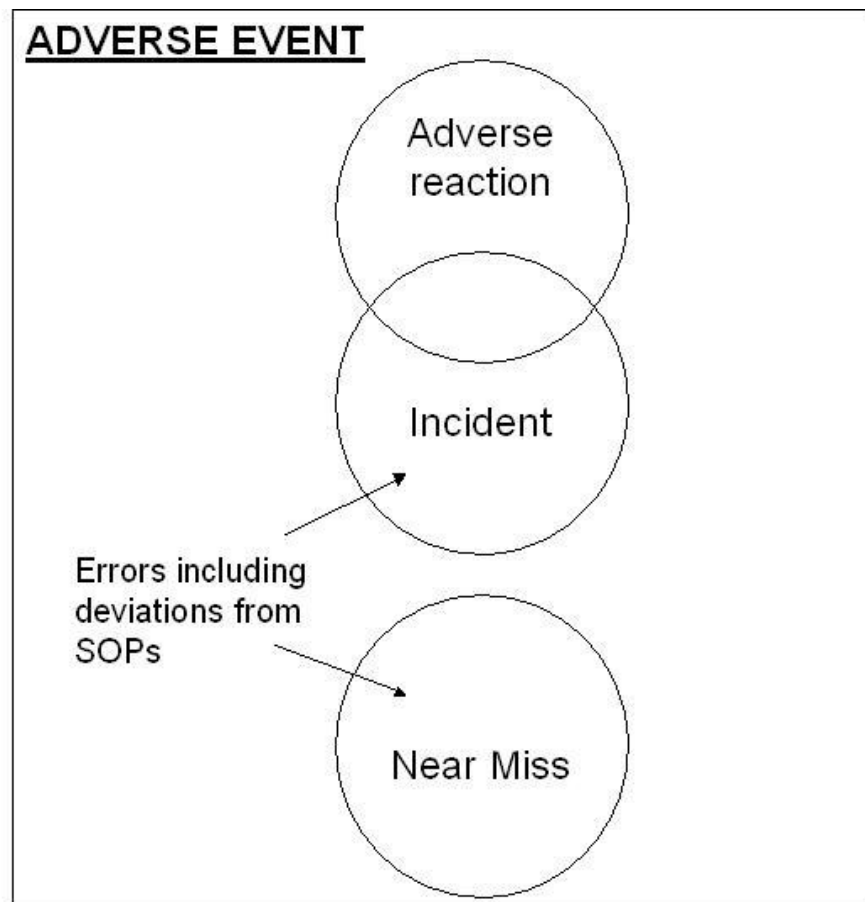 ADVERSE EVENT
Adverse
reaction
Incident
Errors including
deviations from
SOPs
Near Miss